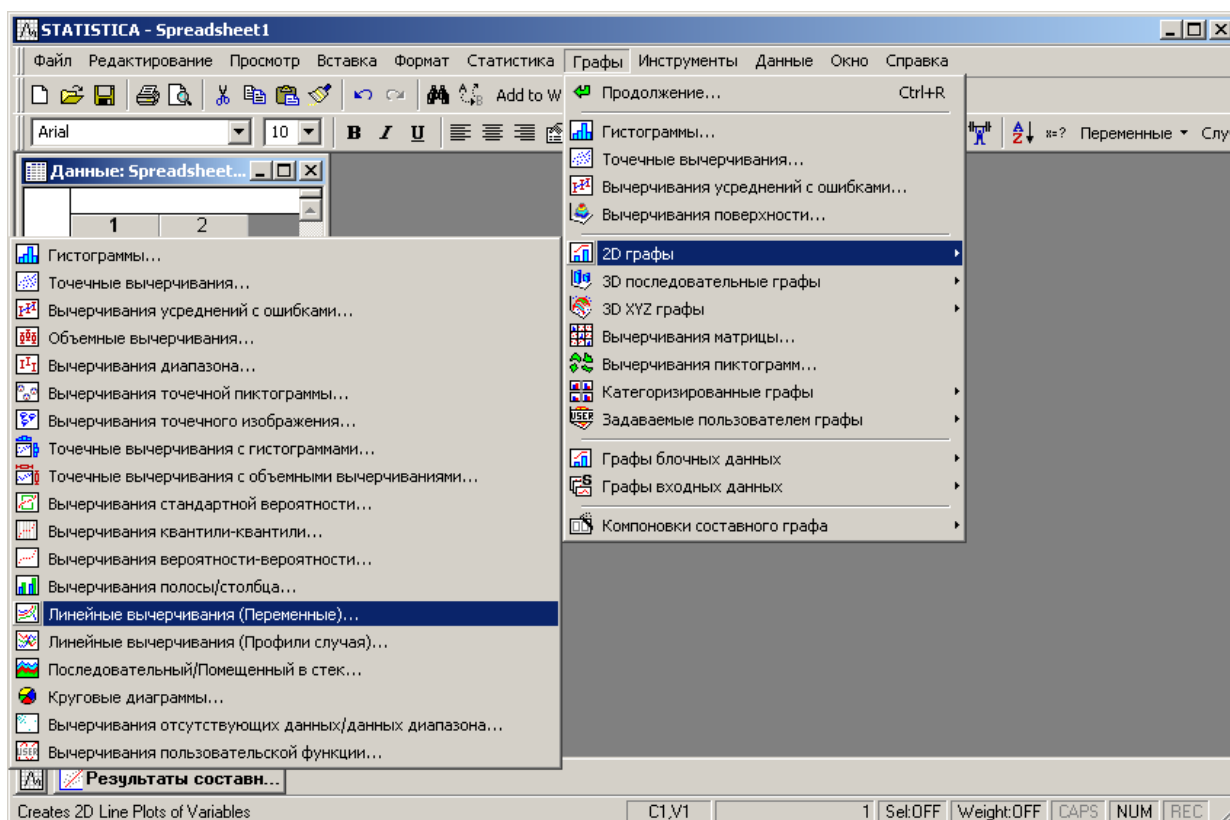 STATISTICA - Spreadsheet1
Файл Редактирование Просмотр Вставка Формат Статистика Графы Инструменты Данные Окно Справка
Add to W
Arial 10 B I U x=? Переменные Слу
Продолжение... Ctrl+R
Гистограммы...
Точечные вычерчивания...
Вычерчивания усреднений с ошибками...
Вычерчивания поверхности...
2D графы
3D последовательные графы
3D XYZ графы
Вычерчивания матрицы...
Вычерчивания пиктограмм...
Категоризированные графы
USER Задаваемые пользователем графы
Графы блочных данных
Графы входных данных
Компоновки составного графа
Данные: Spreadsheet...
1 2
Гистограммы...
Точечные вычерчивания...
Вычерчивания усреднений с ошибками...
Объемные вычерчивания...
Вычерчивания диапазона...
Вычерчивания точечной пиктограммы...
Вычерчивания точечного изображения...
Точечные вычерчивания с гистограммами...
Точечные вычерчивания с объемными вычерчиваниями...
Вычерчивания стандартной вероятности...
Вычерчивания квантили-квантили...
Вычерчивания вероятности-вероятности...
Вычерчивания полосы/столбца...
Линейные вычерчивания (Переменные)...
Линейные вычерчивания (Профили случая)...
Последовательный/Помещенный в стек...
Круговые диаграммы...
Вычерчивания отсутствующих данных/данных диапазона...
USER Вычерчивания пользовательской функции...
Результаты составн...
Creates 2D Line Plots of Variables C1,V1 1 Sel:OFF Weight:OFF CAPS NUM REC